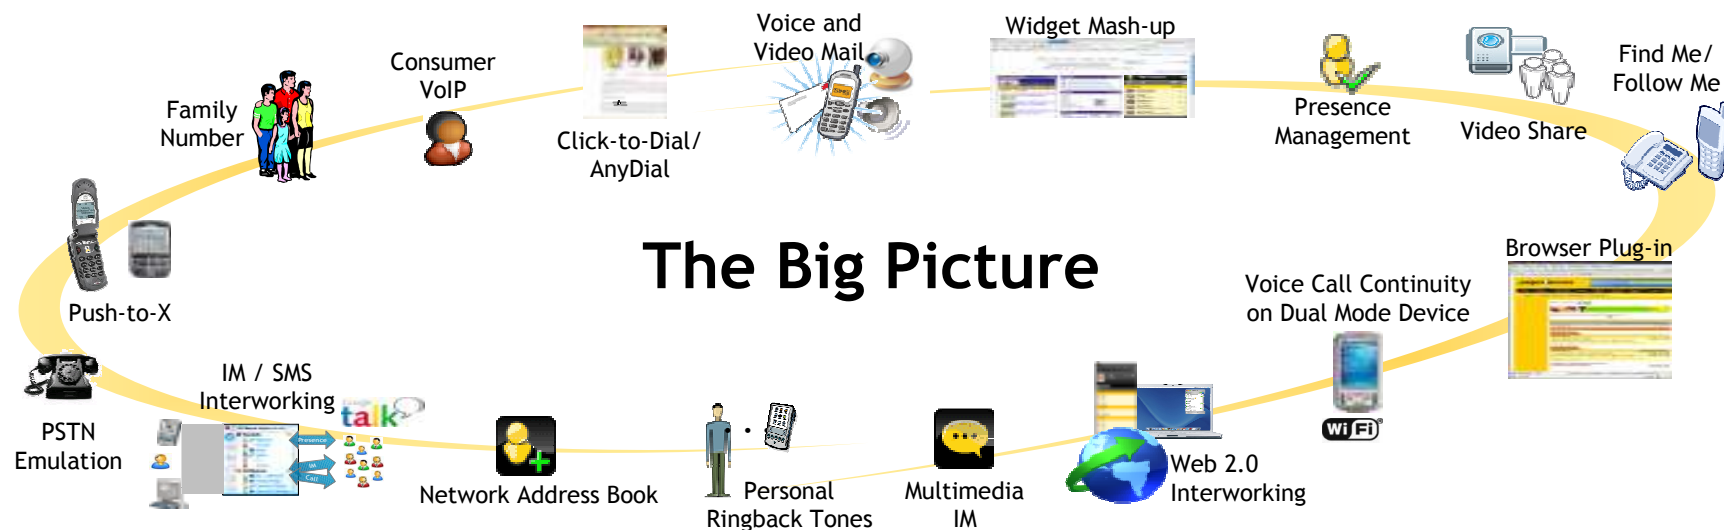 Voice and
Video Mail
Widget Mash-up
Find Me/
Follow Me
Consumer
VoIP
Family
Number
Click-to-Dial/
AnyDial
Presence
Management
Video Share
The Big Picture
Browser Plug-in
Push-to-X
Voice Call Continuity
on Dual Mode Device
IM / SMS
Interworking
talk
Presence
IM
Call
PSTN
Emulation
Network Address Book
Personal
Ringback Tones
Multimedia
IM
Web 2.0
Interworking
Wi Fi